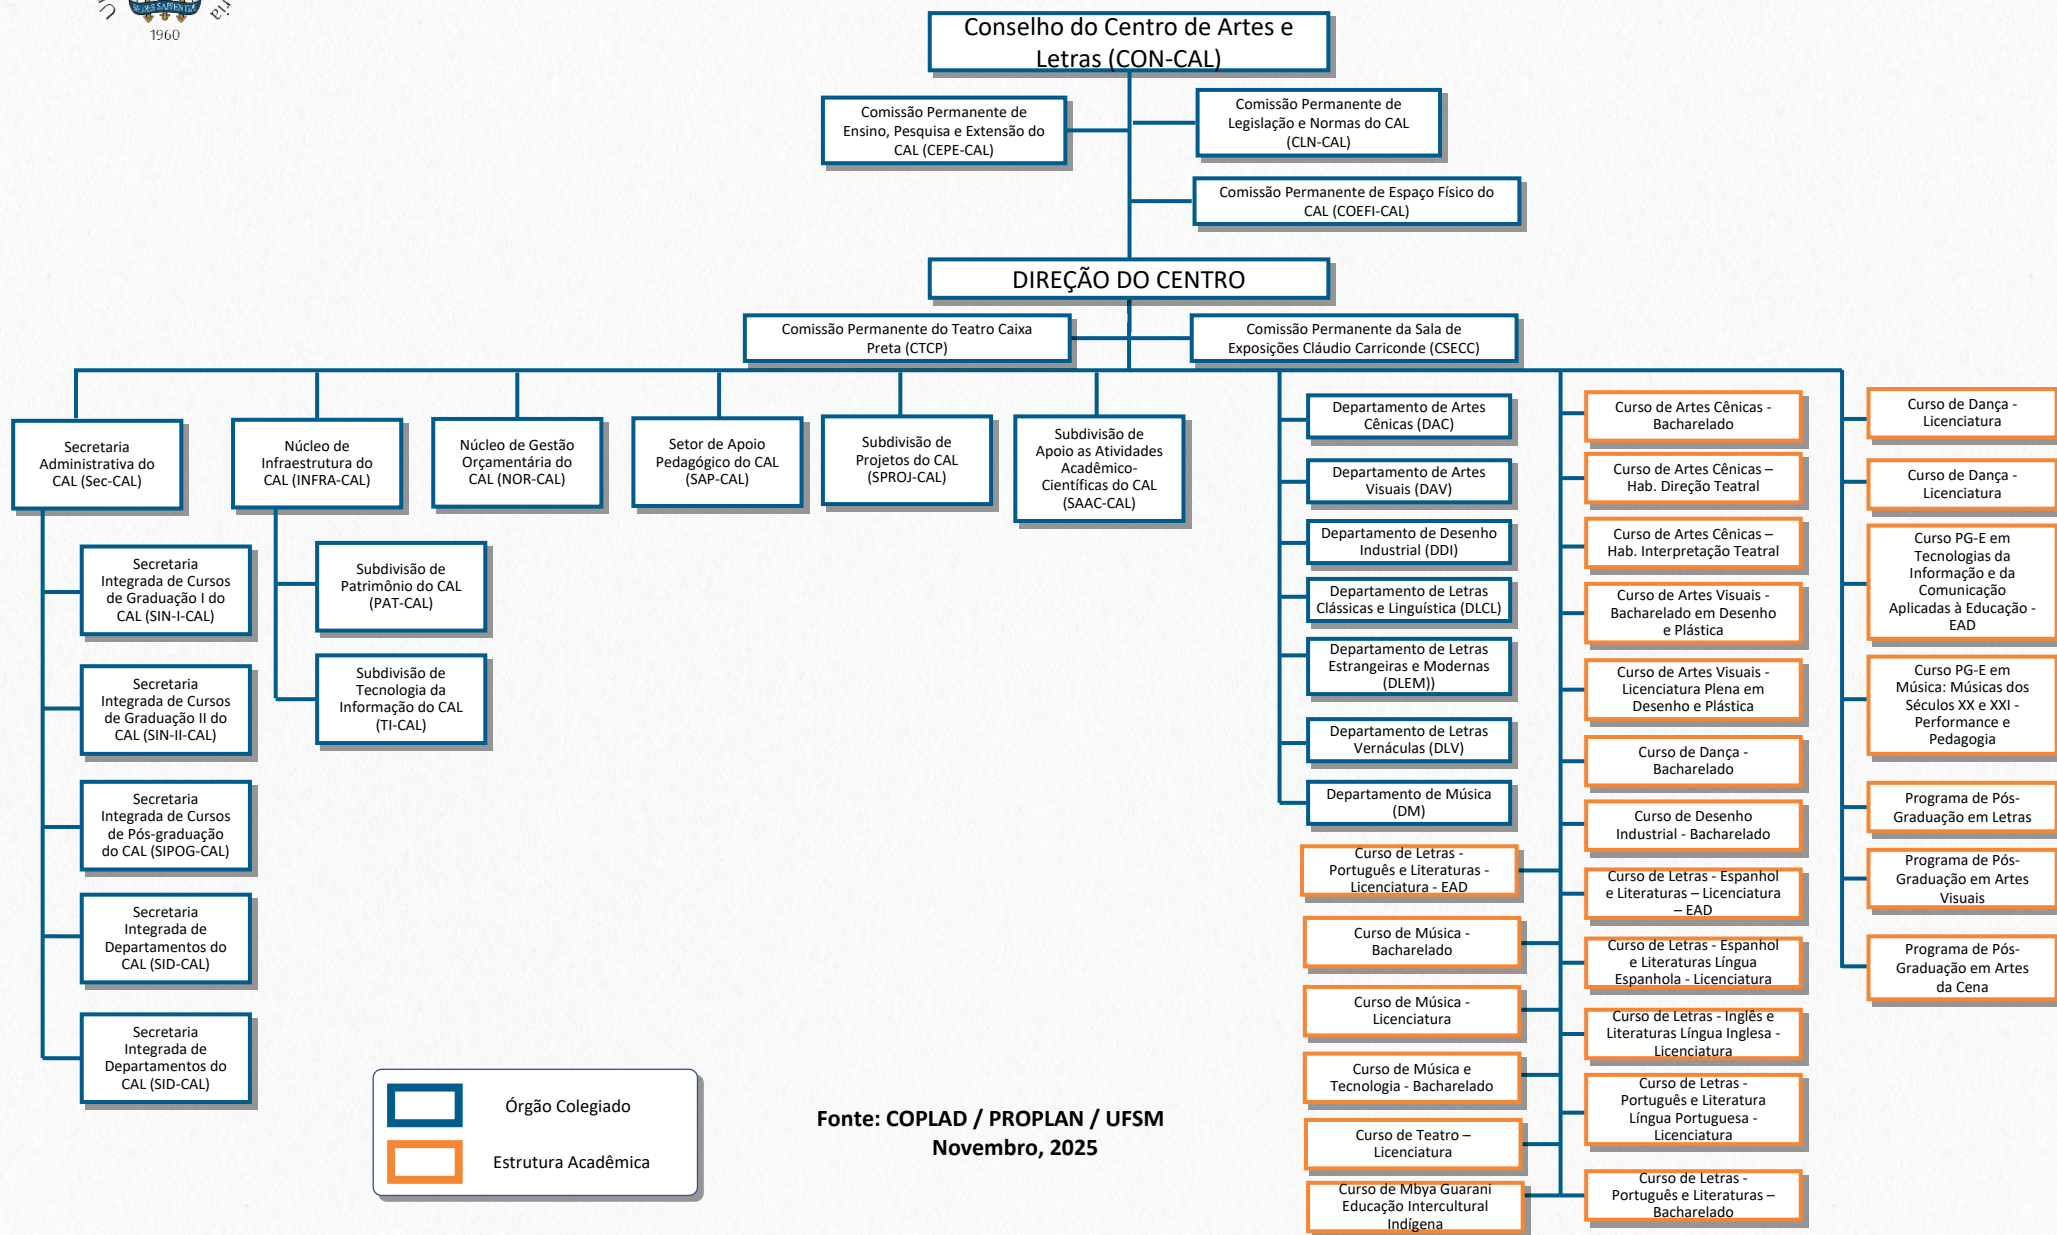 SEDES SAPIENTIAE
1960
Conselho do Centro de Artes e
Letras (CON-CAL)
Comissão Permanente de
Ensino, Pesquisa e Extensão do
CAL (CEPE-CAL)
Comissão Permanente de
Legislação e Normas do CAL
(CLN-CAL)
Comissão Permanente de Espaço Físico do
CAL (COEFI-CAL)
DIREÇÃO DO CENTRO
Comissão Permanente do Teatro Caixa
Preta (CTCP)
Comissão Permanente da Sala de
Exposições Cláudio Carriconde (CSECC)
Secretaria
Administrativa do
CAL (Sec-CAL)
Núcleo de
Infraestrutura do
CAL (INFRA-CAL)
Núcleo de Gestão
Orçamentária do
CAL (NOR-CAL)
Setor de Apoio
Pedagógico do CAL
(SAP-CAL)
Subdivisão de
Projetos do CAL
(SPROJ-CAL)
Subdivisão de
Apoio as Atividades
Acadêmico-
Científicas do CAL
(SAAC-CAL)
Secretaria
Integrada de Cursos
de Graduação I do
CAL (SIN-I-CAL)
Secretaria
Integrada de Cursos
de Graduação II do
CAL (SIN-II-CAL)
Secretaria
Integrada de Cursos
de Pós-graduação
do CAL (SIPOG-CAL)
Secretaria
Integrada de
Departamentos do
CAL (SID-CAL)
Secretaria
Integrada de
Departamentos do
CAL (SID-CAL)
Subdivisão de
Patrimônio do CAL
(PAT-CAL)
Subdivisão de
Tecnologia da
Informação do CAL
(TI-CAL)
Departamento de Artes
Cênicas (DAC)
Departamento de Artes
Visuais (DAV)
Departamento de Desenho
Industrial (DDI)
Departamento de Letras
Clássicas e Linguística (DLCL)
Departamento de Letras
Estrangeiras e Modernas
(DLEM))
Departamento de Letras
Vernáculas (DLV)
Departamento de Música
(DM)
Curso de Letras -
Português e Literaturas -
Licenciatura - EAD
Curso de Música -
Bacharelado
Curso de Música -
Licenciatura
Curso de Música e
Tecnologia - Bacharelado
Curso de Teatro –
Licenciatura
Curso de Mbya Guarani
Educação Intercultural
Indígena
Curso de Artes Cênicas -
Bacharelado
Curso de Artes Cênicas –
Hab. Direção Teatral
Curso de Artes Cênicas –
Hab. Interpretação Teatral
Curso de Artes Visuais -
Bacharelado em Desenho
e Plástica
Curso de Artes Visuais -
Licenciatura Plena em
Desenho e Plástica
Curso de Dança -
Bacharelado
Curso de Desenho
Industrial - Bacharelado
Curso de Letras - Espanhol
e Literaturas – Licenciatura
– EAD
Curso de Letras - Espanhol
e Literaturas Língua
Espanhola - Licenciatura
Curso de Letras - Inglês e
Literaturas Língua Inglesa -
Licenciatura
Curso de Letras -
Português e Literatura
Língua Portuguesa -
Licenciatura
Curso de Letras -
Português e Literaturas –
Bacharelado
Curso de Dança -
Licenciatura
Curso de Dança -
Licenciatura
Curso PG-E em
Tecnologias da
Informação e da
Comunicação
Aplicadas à Educação -
EAD
Curso PG-E em
Música: Músicas dos
Séculos XX e XXI -
Performance e
Pedagogia
Programa de Pós-
Graduação em Letras
Programa de Pós-
Graduação em Artes
Visuais
Programa de Pós-
Graduação em Artes
da Cena
Órgão Colegiado
Estrutura Acadêmica
Fonte: COPLAD / PROPLAN / UFSM
Novembro, 2025